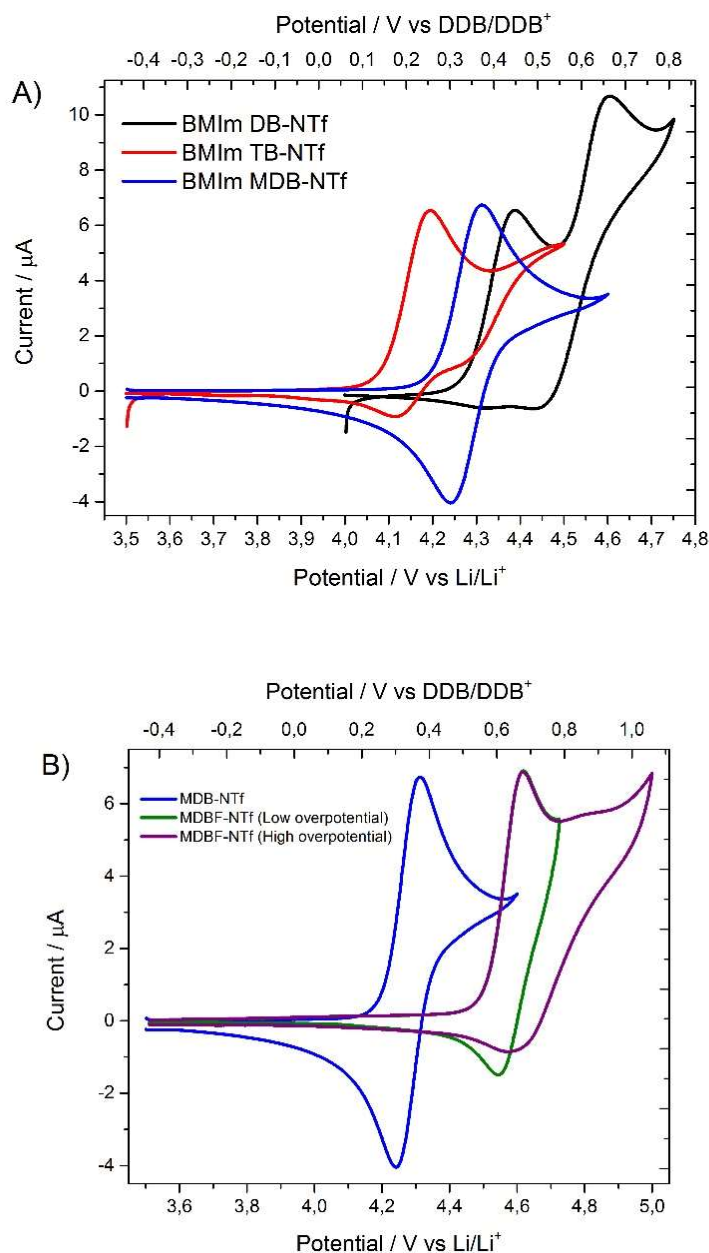 Potential / V vs DDB/DDB+
-0,4 -0,3 -0,2 -0,1 0,0 0,1 0,2 0,3 0,4 0,5 0,6 0,7 0,8
A)
BMIm DB-NTf
BMIm TB-NTf
BMIm MDB-NTf
Current / μA
10
8
6
4
2
0
-2
-4
3,5 3,6 3,7 3,8 3,9 4,0 4,1 4,2 4,3 4,4 4,5 4,6 4,7 4,8
Potential / V vs Li/Li+
Potential / V vs DDB/DDB+
-0,4 -0,2 0,0 0,2 0,4 0,6 0,8 1,0
B)
MDB-NTf
MDBF-NTf (Low overpotential)
MDBF-NTf (High overpotential)
Current / μA
6
4
2
0
-2
-4
3,6 3,8 4,0 4,2 4,4 4,6 4,8 5,0
Potential / V vs Li/Li+